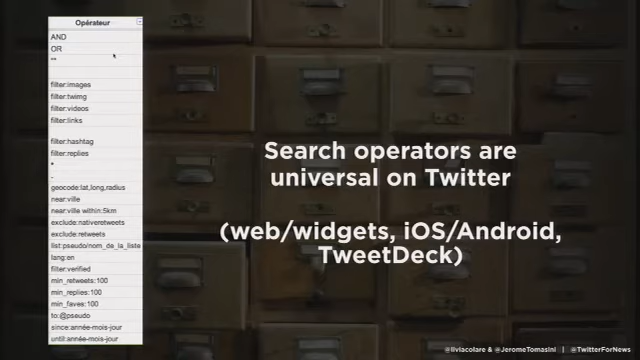 Opérateur
AND
OR
""
filter:images
filter:twimg
filter:videos
filter:links
filter:hashtag
filter:replies
*
-
geocode:lat,long,radius
near:ville
near:ville within:5km
exclude:nativeretweets
exclude:retweets
list:pseudo/nom_de_la_liste
lang:en
filter:verified
min_retweets:100
min_replies:100
min_faves:100
to:@pseudo
since:année-mois-jour
until:année-mois-jour
Search operators are
universal on Twitter
(web/widgets, iOS/Android,
TweetDeck)
@liviacolare & @JeromeTomasini | @TwitterForNews